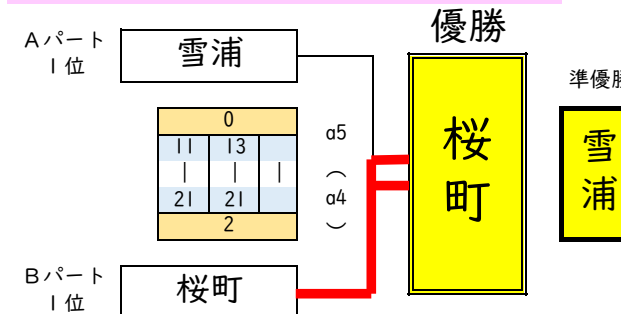 優勝
Aパート
1位
雪浦
準優勝
0
11 13
| | |
21 21
2
a5
(
a4
)
桜町
雪浦
Bパート
1位
桜町